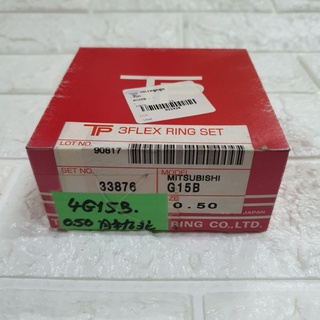 TP 3FLEX RING SET
LOT NO.
90817
SET NO.
33876
MODEL
MITSUBISHI
G15B
0.50
JAPAN
RING CO.,LTD.
4G15B.
0.50